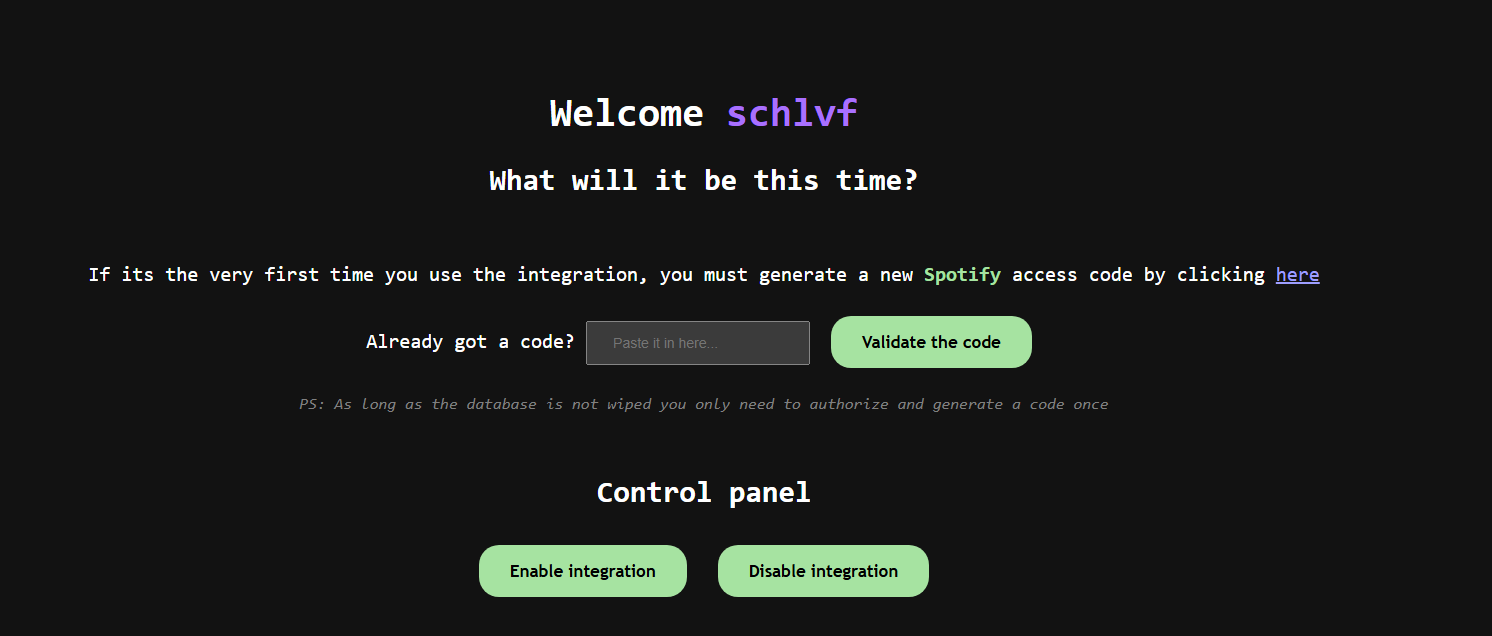 Welcome schlvf
What will it be this time?
If its the very first time you use the integration, you must generate a new Spotify access code by clicking here
Already got a code? Paste it in here... Validate the code
PS: As long as the database is not wiped you only need to authorize and generate a code once
Control panel
Enable integration Disable integration